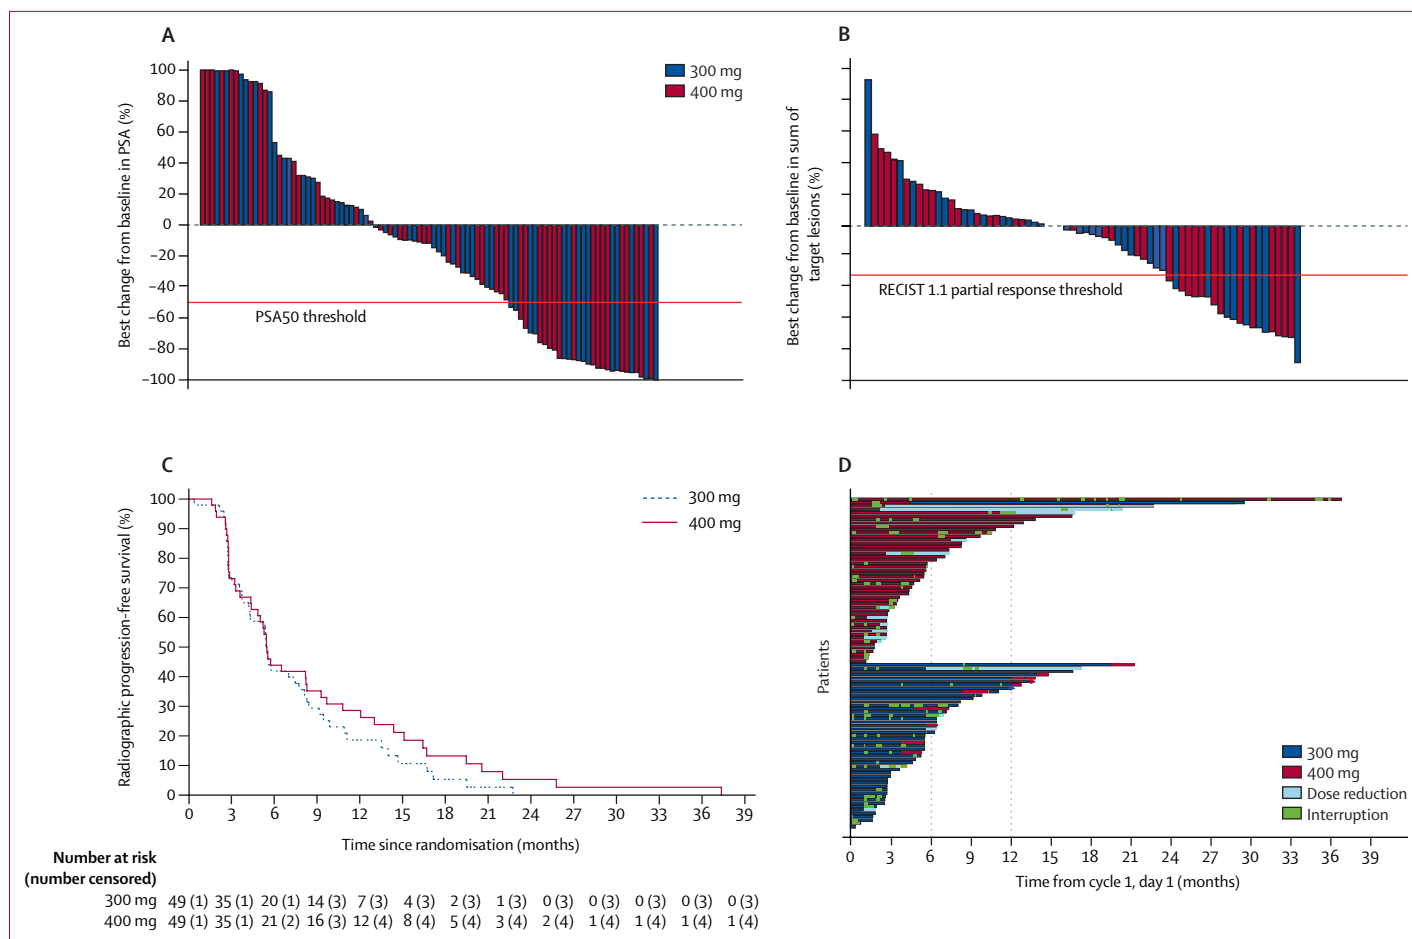 A
Best change from baseline in PSA (%)
100
80
60
40
20
0
−20
−40
−60
−80
−100
300 mg
400 mg
PSA50 threshold
B
Best change from baseline in sum of
target lesions (%)
RECIST 1.1 partial response threshold
C
Radiographic progression-free survival (%)
100
90
80
70
60
50
40
30
20
10
0
300 mg
400 mg
0 3 6 9 12 15 18 21 24 27 30 33 36 39
Time since randomisation (months)
Number at risk
(number censored)
300 mg 49 (1) 35 (1) 20 (1) 14 (3) 7 (3) 4 (3) 2 (3) 1 (3) 0 (3) 0 (3) 0 (3) 0 (3) 0 (3)
400 mg 49 (1) 35 (1) 21 (2) 16 (3) 12 (4) 8 (4) 5 (4) 3 (4) 2 (4) 1 (4) 1 (4) 1 (4) 1 (4)
D
Patients
300 mg
400 mg
Dose reduction
Interruption
0 3 6 9 12 15 18 21 24 27 30 33 36 39
Time from cycle 1, day 1 (months)